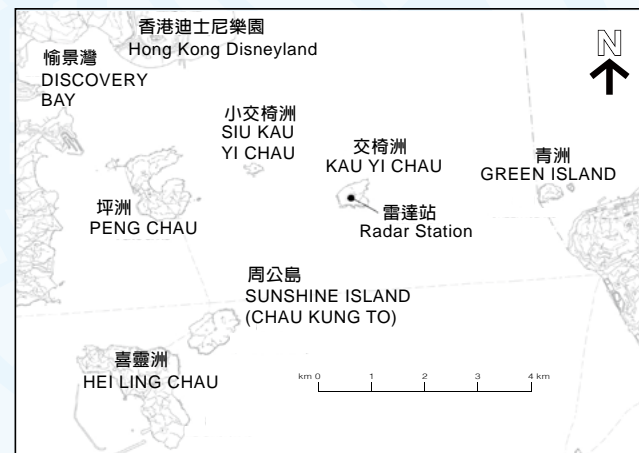 香港迪士尼樂園
Hong Kong Disneyland
N
愉景灣
DISCOVERY
BAY
小交椅洲
SIU KAU
YI CHAU
交椅洲
KAU YI CHAU
青洲
GREEN ISLAND
坪洲
PENG CHAU
雷達站
Radar Station
周公島
SUNSHINE ISLAND
(CHAU KUNG TO)
喜靈洲
HEI LING CHAU
km 0 1 2 3 4 km